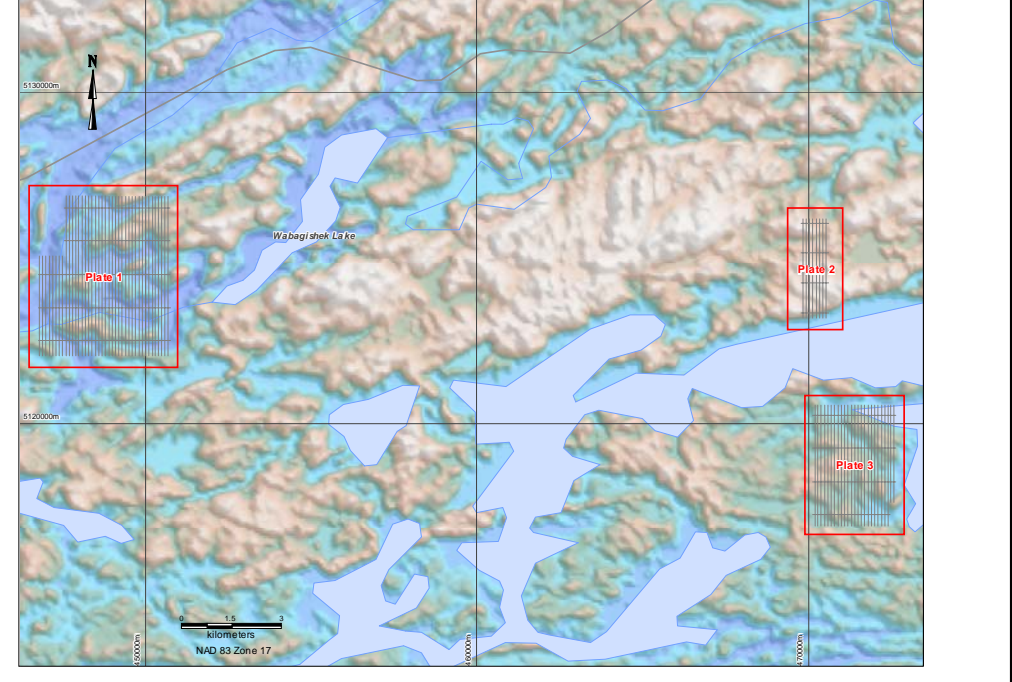 N
5130000m
Wabagishek Lake
Plate 1
Plate 2
5120000m
Plate 3
0 1.5 3
kilometers
NAD 83 Zone 17
450000m
460000m
470000m